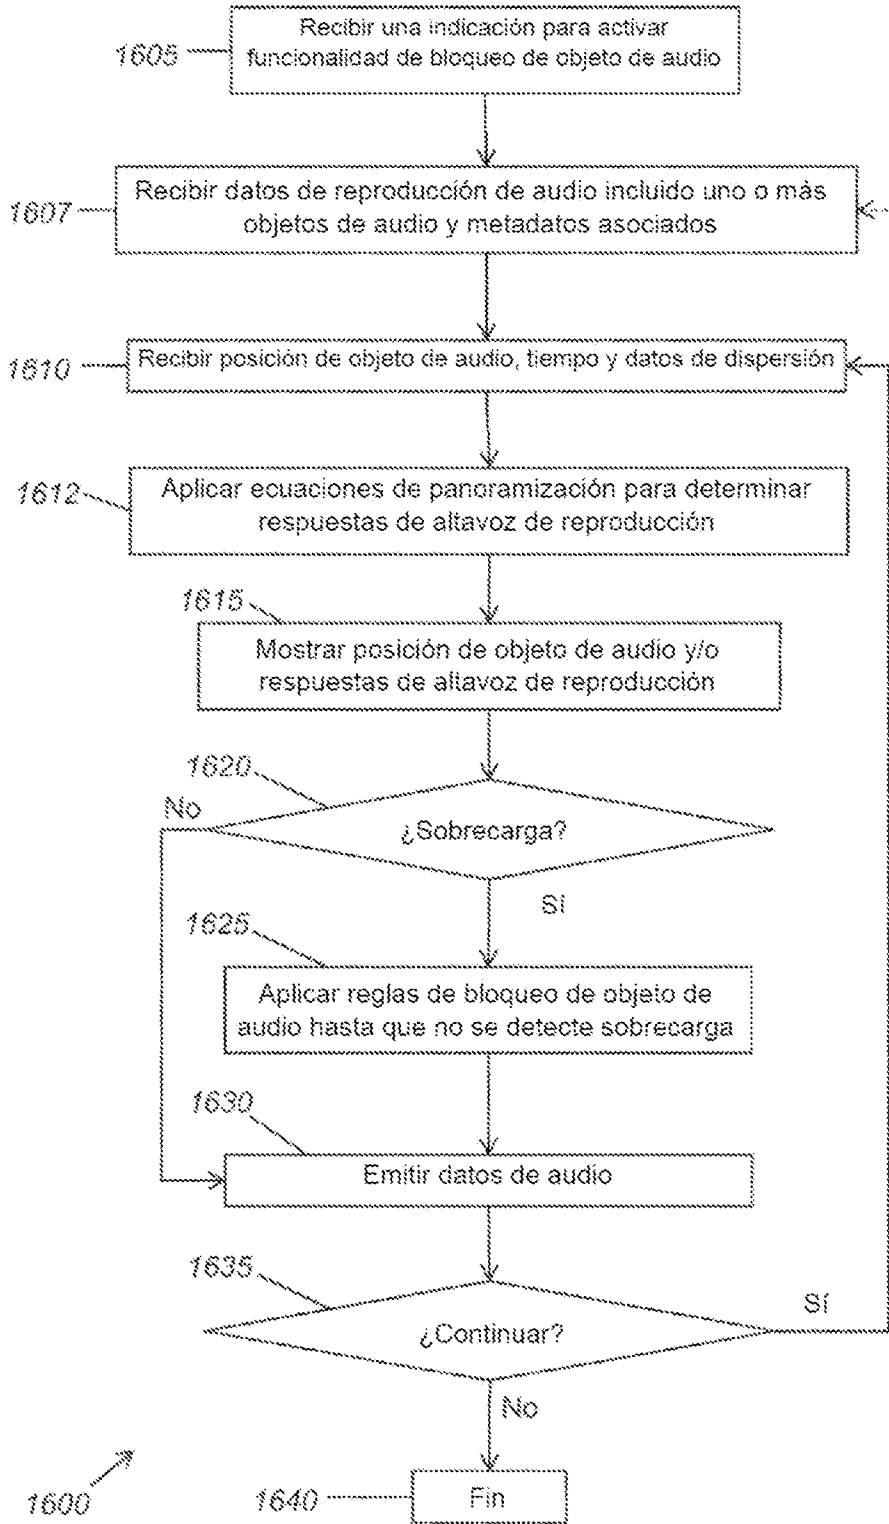 Recibir una indicación para activar
funcionalidad de bloqueo de objeto de audio
1605
Recibir datos de reproducción de audio incluido uno o más
objetos de audio y metadatos asociados
1607
Recibir posición de objeto de audio, tiempo y datos de dispersión
1610
Aplicar ecuaciones de panoramización para determinar
respuestas de altavoz de reproducción
1612
1615
Mostrar posición de objeto de audio y/o
respuestas de altavoz de reproducción
1620
No
¿Sobrecarga?
Sí
1625
Aplicar reglas de bloqueo de objeto de
audio hasta que no se detecte sobrecarga
1630
Emitir datos de audio
1635
Sí
¿Continuar?
No
1600
1640
Fin